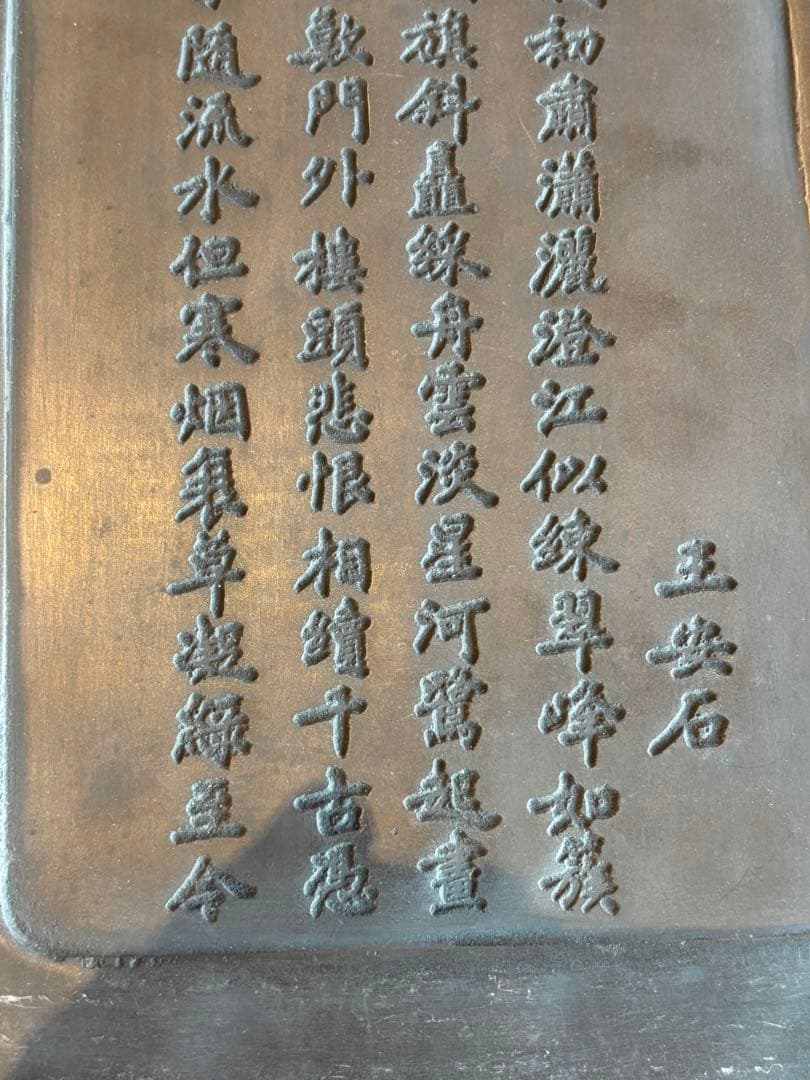 王安石
初肅瀟灑澄江似練翠峰如簇
旗斜矗綵舟雲淡星河鷺起畫
歎門外樓頭悲恨相續千古憑
隨流水但寒烟衰草凝綠至今